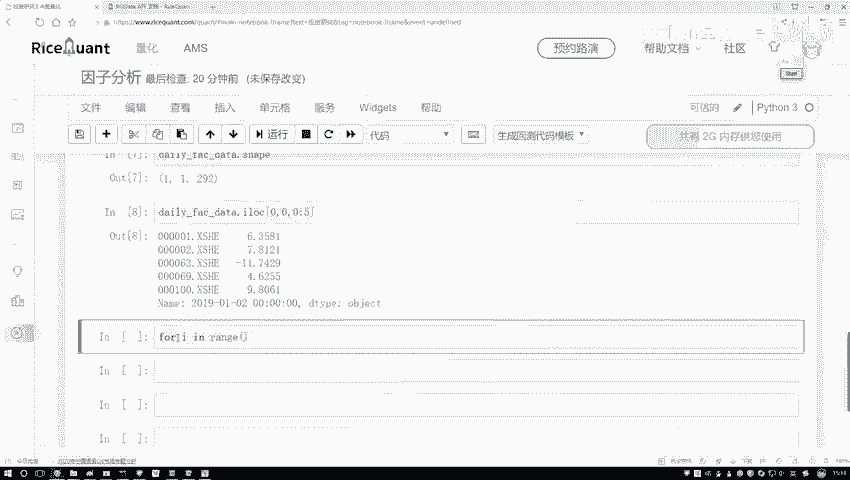 RiceQuant
量化
AMS
预约路演
帮助文档
社区
因子分析 最后检查: 20 分钟前 (未保存改变)
Start
文件 编辑 查看 插入 单元格 服务 Widgets 帮助
可信的 Python 3
运行
代码
生成回测代码模板
共有 2G 内存供您使用
In [7]: daily_fac_data.shape
Out[7]: (1, 1, 292)
In [8]: daily_fac_data.iloc[0,0,0:5]
Out[8]: 000001.XSHE 6.3581
000002.XSHE 7.8121
000063.XSHE -11.7429
000069.XSHE 4.6255
000100.XSHE 9.8061
Name: 2019-01-02 00:00:00, dtype: object
In [ ]: for i in range()
In [ ]:
In [ ]:
In [ ]: